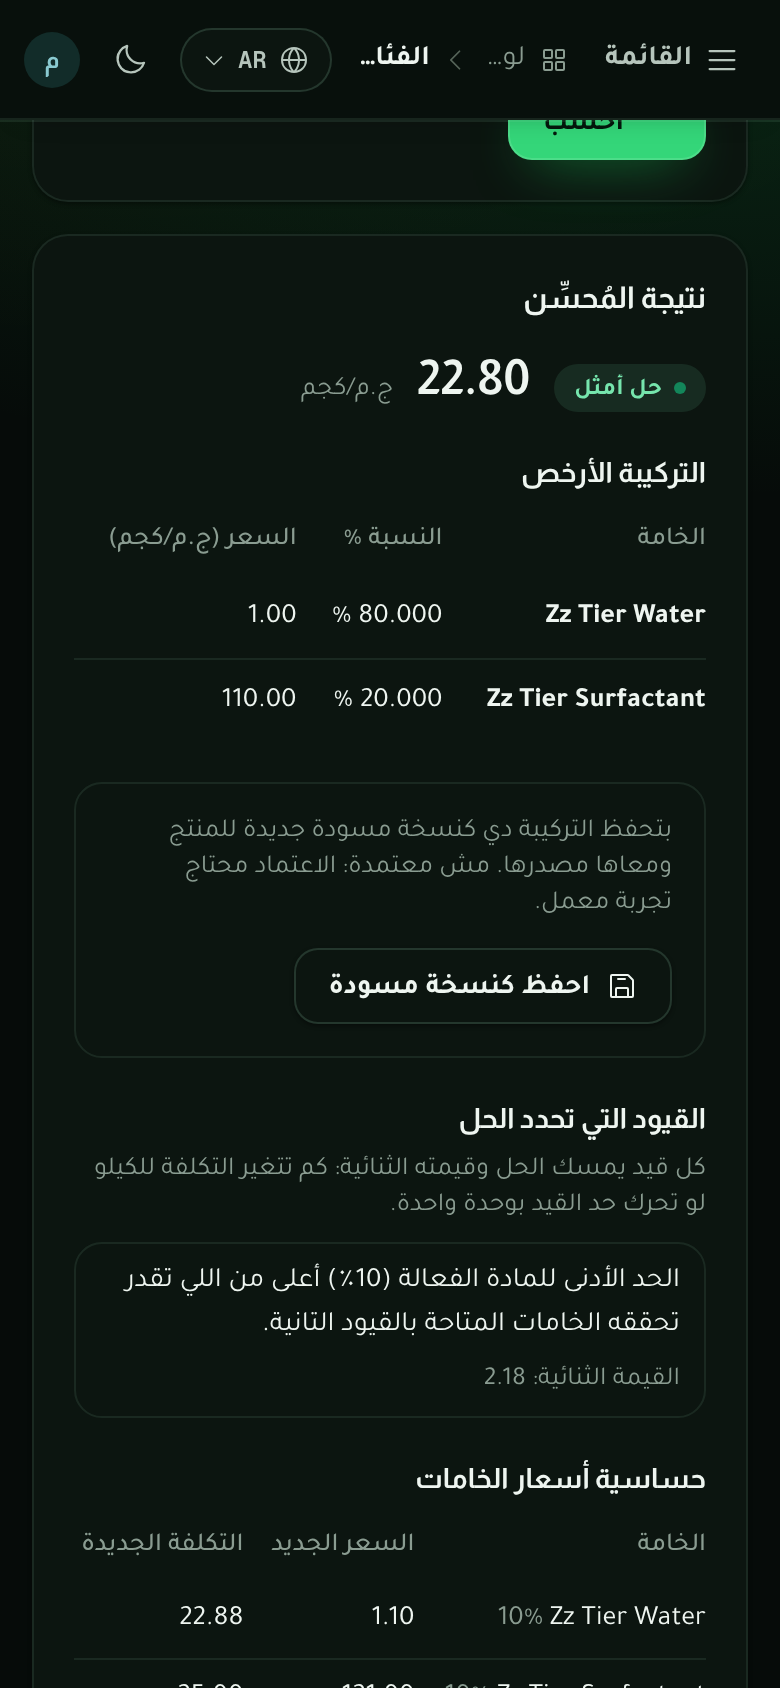 القائمة
لو...
الفئا...
AR
م
احسب
نتيجة المُحسِّن
حل أمثل 22.80 ج.م/كجم
التركيبة الأرخص
الخامة النسبة % السعر (ج.م/كجم)
Zz Tier Water 80.000 % 1.00
Zz Tier Surfactant 20.000 % 110.00
بتحفظ التركيبة دي كنسخة مسودة جديدة للمنتج
ومعاها مصدرها. مش معتمدة: الاعتماد محتاج
تجربة معمل.
احفظ كنسخة مسودة
القيود التي تحدد الحل
كل قيد يمسك الحل وقيمته الثنائية: كم تتغير التكلفة للكيلو
لو تحرك حد القيد بوحدة واحدة.
الحد الأدنى للمادة الفعالة (10٪) أعلى من اللي تقدر
تحققه الخامات المتاحة بالقيود التانية.
القيمة الثنائية: 2.18
حساسية أسعار الخامات
الخامة السعر الجديد التكلفة الجديدة
Zz Tier Water 10% 1.10 22.88